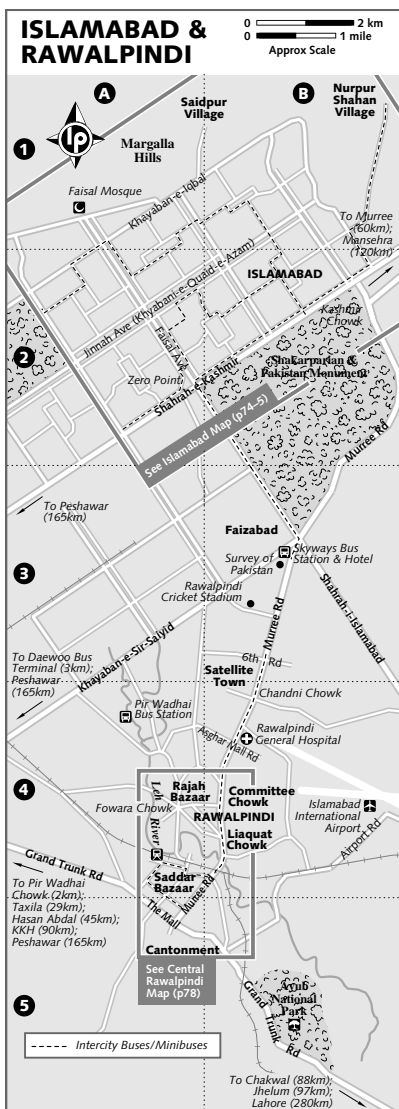 ISLAMABAD &
RAWALPINDI
0 2 km
0 1 mile
Approx Scale
A
B
Saidpur
Village
Nurpur
Shahan
Village
lp
1
Margalla
Hills
Faisal Mosque
Khayaban-e-Iqbal
To Murree
(60km);
Mansehra
(120km)
Jinnah Ave (Khyabani-e-Quaid-e-Azam)
ISLAMABAD
Kashmir
Chowk
Faisal Ave
2
Shakarparian &
Pakistan Monument
Zero Point
Shahrah-e-Kashmir
See Islamabad Map (p74–5)
Murree Rd
To Peshawar
(165km)
Faizabad
Skyways Bus
Station & Hotel
Survey of
Pakistan
3
Rawalpindi
Cricket Stadium
Murree Rd
Shahrah-i-Islamabad
Khayaban-e-Sir-Saiyid
To Daewoo Bus
Terminal (3km);
Peshawar
(165km)
6th Rd
Satellite
Town
Chandni Chowk
Pir Wadhai
Bus Station
Asghar Mall Rd
Rawalpindi
General Hospital
4
Leh River
Rajah
Bazaar
Committee
Chowk
Fowara Chowk
RAWALPINDI
Islamabad
International
Airport
Liaquat
Chowk
Airport Rd
Grand Trunk Rd
Saddar
Bazaar
Murree Rd
To Pir Wadhai
Chowk (2km);
Taxila (29km);
Hasan Abdal (45km);
KKH (90km);
Peshawar (165km)
The Mall
Cantonment
See Central
Rawalpindi
Map (p78)
Ayub
National
Park
Grand Trunk Rd
5
Intercity Buses/Minibuses
To Chakwal (88km);
Jhelum (97km);
Lahore (280km)